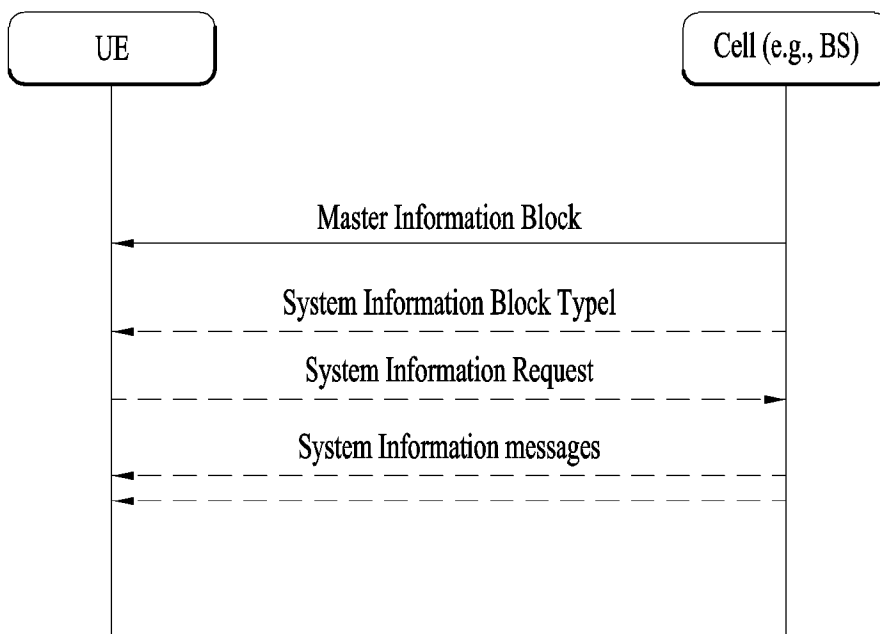 UE
Cell (e.g., BS)
Master Information Block
System Information Block Typel
System Information Request
System Information messages